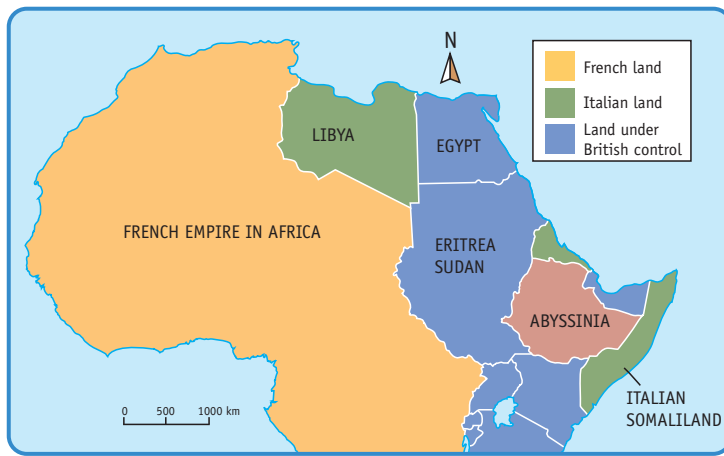 N
French land
Italian land
Land under
British control
LIBYA
EGYPT
FRENCH EMPIRE IN AFRICA
ERITREA
SUDAN
ABYSSINIA
ITALIAN
SOMALILAND
0 500 1000 km